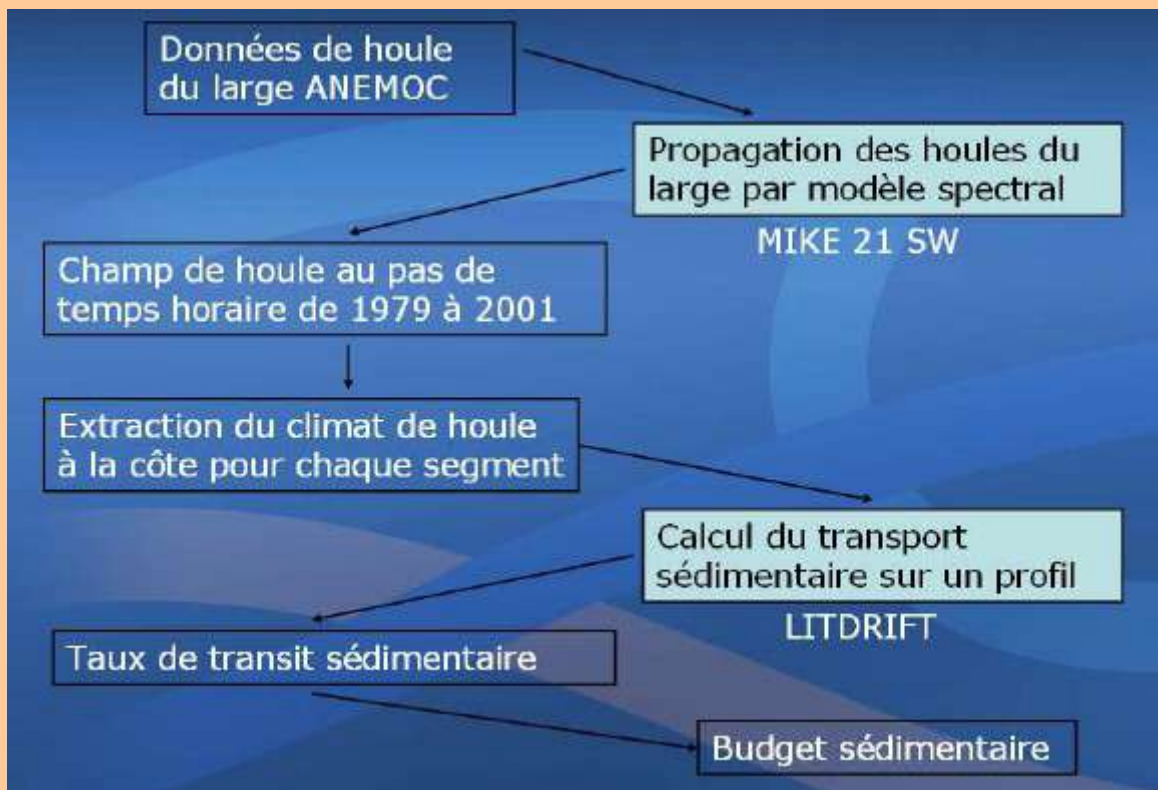 Données de houle
du large ANEMOC
Propagation des houles du
large par modèle spectral
MIKE 21 SW
Champ de houle au pas de
temps horaire de 1979 à 2001
Extraction du climat de houle
à la côte pour chaque segment
Calcul du transport
sédimentaire sur un profil
LITDRIFT
Taux de transit sédimentaire
Budget sédimentaire